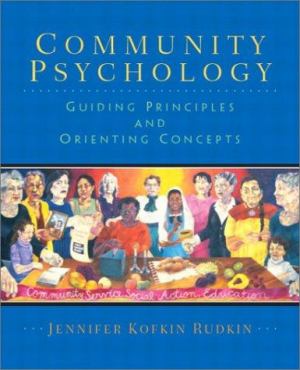 COMMUNITY
PSYCHOLOGY
GUIDING PRINCIPLES
AND
ORIENTING CONCEPTS
Community Service Social Action Education
JENNIFER KOFKIN RUDKIN